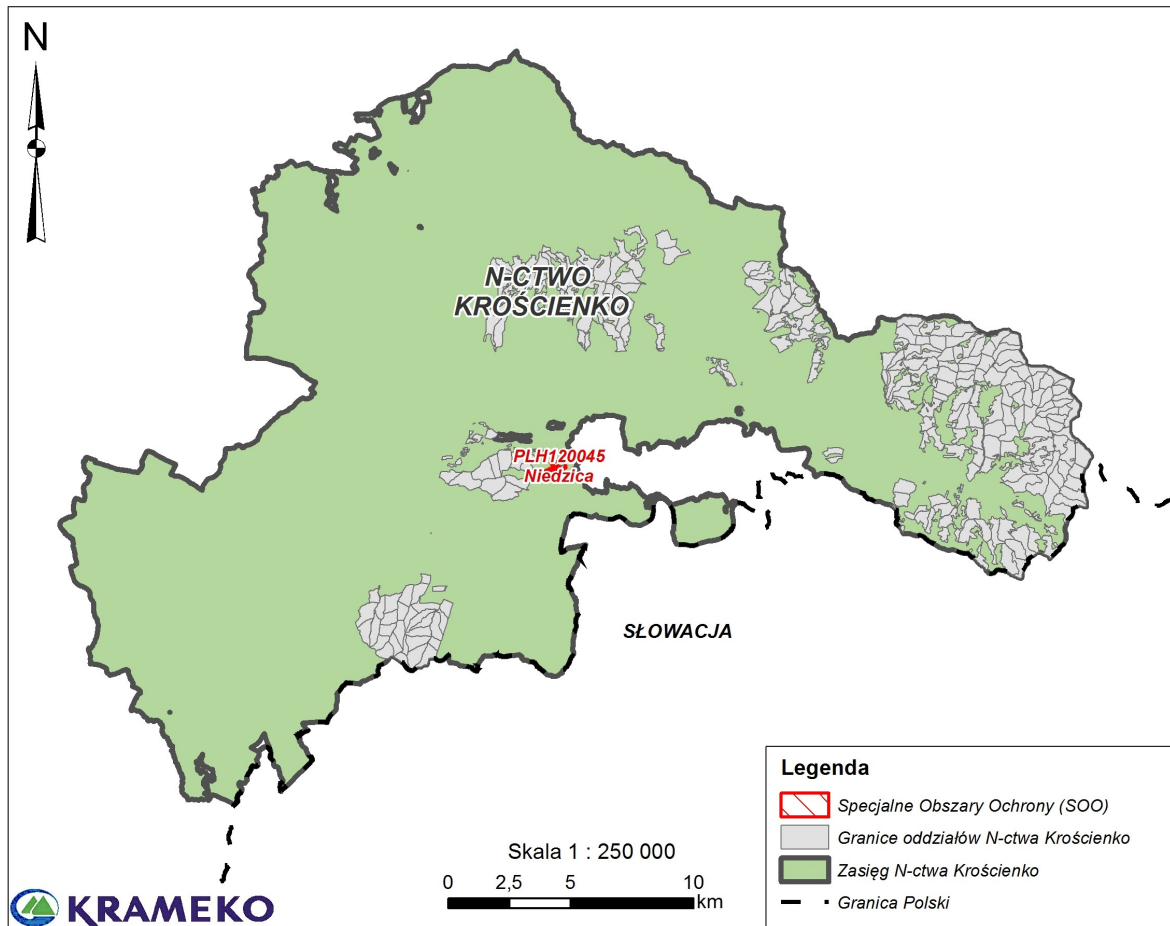 N
N-CTWO
KROŚCIENKO
PLH120045
Niedzica
SŁOWACJA
Legenda
Specjalne Obszary Ochrony (SOO)
Granice oddziałów N-ctwa Krościenko
Zasięg N-ctwa Krościenko
Granica Polski
Skala 1 : 250 000
0 2,5 5 10
km
KRAMEKO